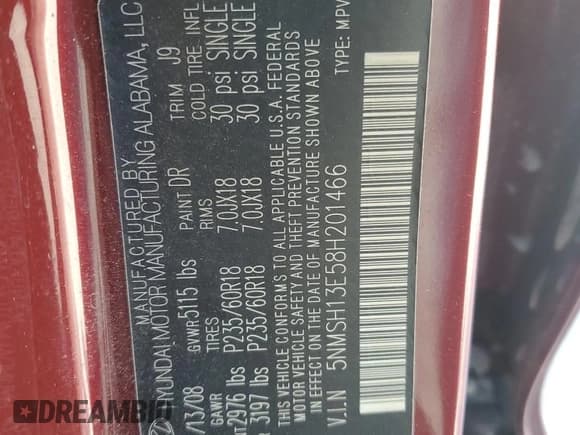 MANUFACTURED BY
HYUNDAI MOTOR MANUFACTURING ALABAMA, LLC
/13/08 GVWR 5115 lbs PAINT DR TRIM J9
GAWR TIRES RIMS COLD TIRE INFL
NT 2976 lbs P235/60R18 7.0JX18 30 psi SINGLE
R 3197 lbs P235/60R18 7.0JX18 30 psi SINGLE
THIS VEHICLE CONFORMS TO ALL APPLICABLE U.S.A. FEDERAL
MOTOR VEHICLE SAFETY AND THEFT PREVENTION STANDARDS
IN EFFECT ON THE DATE OF MANUFACTURE SHOWN ABOVE
V.I.N 5NMSH13E58H201466 TYPE: MPV
DREAMBID